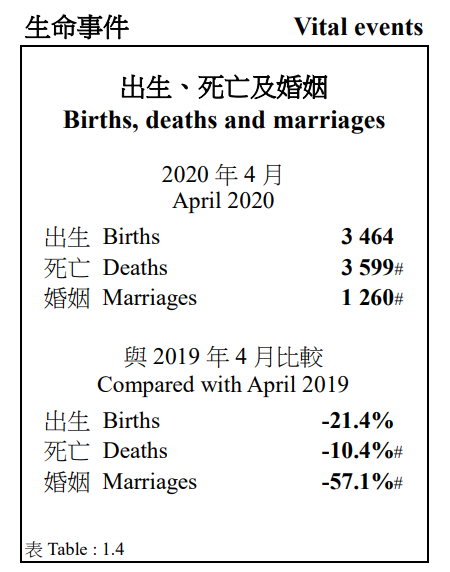 生命事件 Vital events
出生、死亡及婚姻
Births, deaths and marriages
2020 年 4 月
April 2020
出生 Births 3 464
死亡 Deaths 3 599#
婚姻 Marriages 1 260#
與 2019 年 4 月比較
Compared with April 2019
出生 Births -21.4%
死亡 Deaths -10.4%#
婚姻 Marriages -57.1%#
表 Table : 1.4